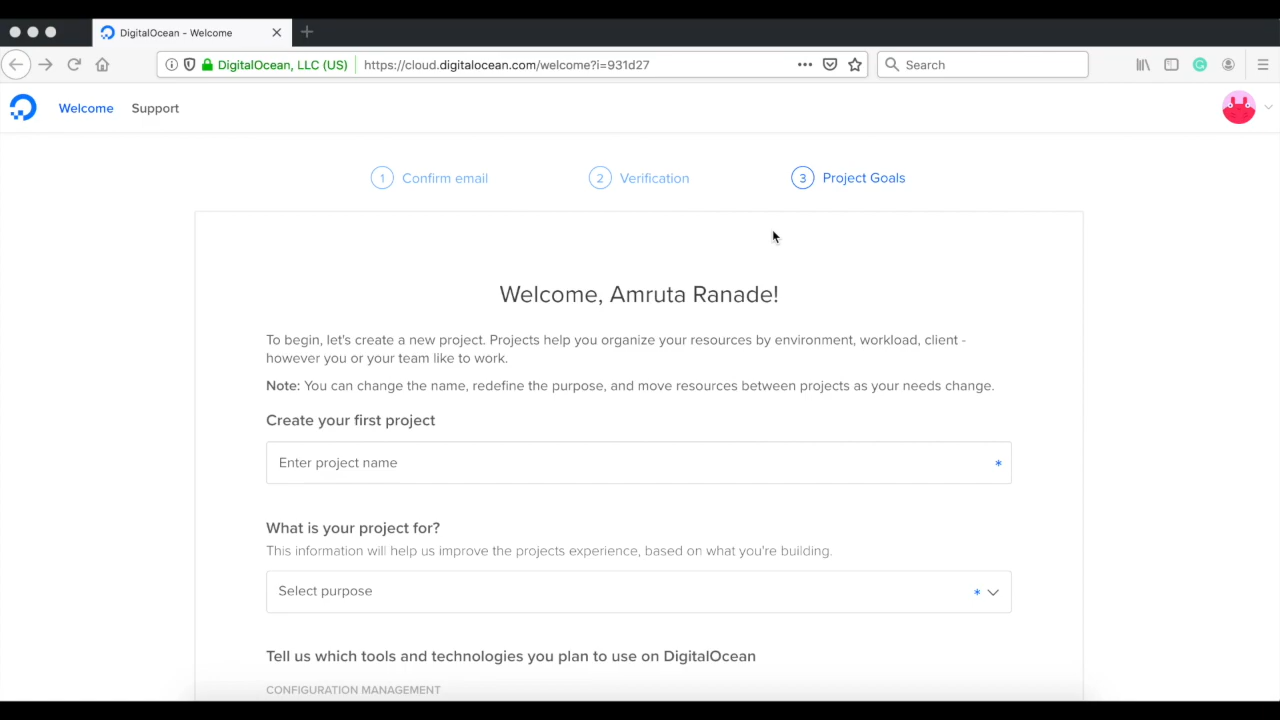 DigitalOcean - Welcome
DigitalOcean, LLC (US)
https://cloud.digitalocean.com/welcome?i=931d27
Search
Welcome
Support
1 Confirm email
2 Verification
3 Project Goals
Welcome, Amruta Ranade!
To begin, let's create a new project. Projects help you organize your resources by environment, workload, client -
however you or your team like to work.
Note: You can change the name, redefine the purpose, and move resources between projects as your needs change.
Create your first project
Enter project name *
What is your project for?
This information will help us improve the projects experience, based on what you're building.
Select purpose *
Tell us which tools and technologies you plan to use on DigitalOcean
CONFIGURATION MANAGEMENT